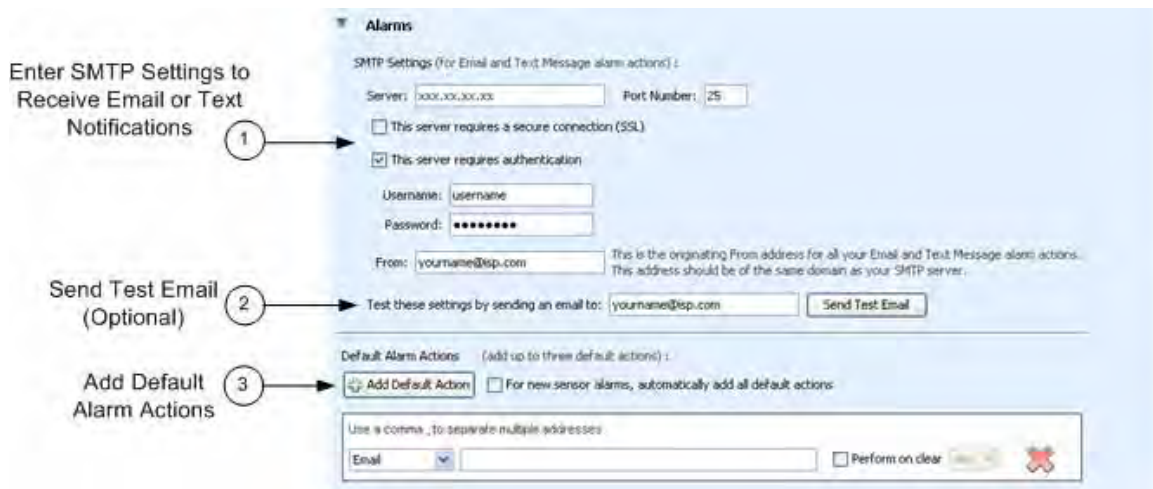 Alarms
SMTP Settings (for Email and Text Message alarm actions) :
Enter SMTP Settings to
Receive Email or Text
Notifications
1
Server: xxx.xx.xx.xx Port Number: 25
This server requires a secure connection (SSL)
This server requires authentication
Username: username
Password: ●●●●●●●●
From: yourname@isp.com
This is the originating From address for all your Email and Text Message alarm actions.
This address should be of the same domain as your SMTP server.
Send Test Email
(Optional)
2
Test these settings by sending an email to: yourname@isp.com Send Test Email
Default Alarm Actions (add up to three default actions) :
Add Default
Alarm Actions
3
Add Default Action For new sensor alarms, automatically add all default actions
Use a comma , to separate multiple addresses
Email Perform on clear